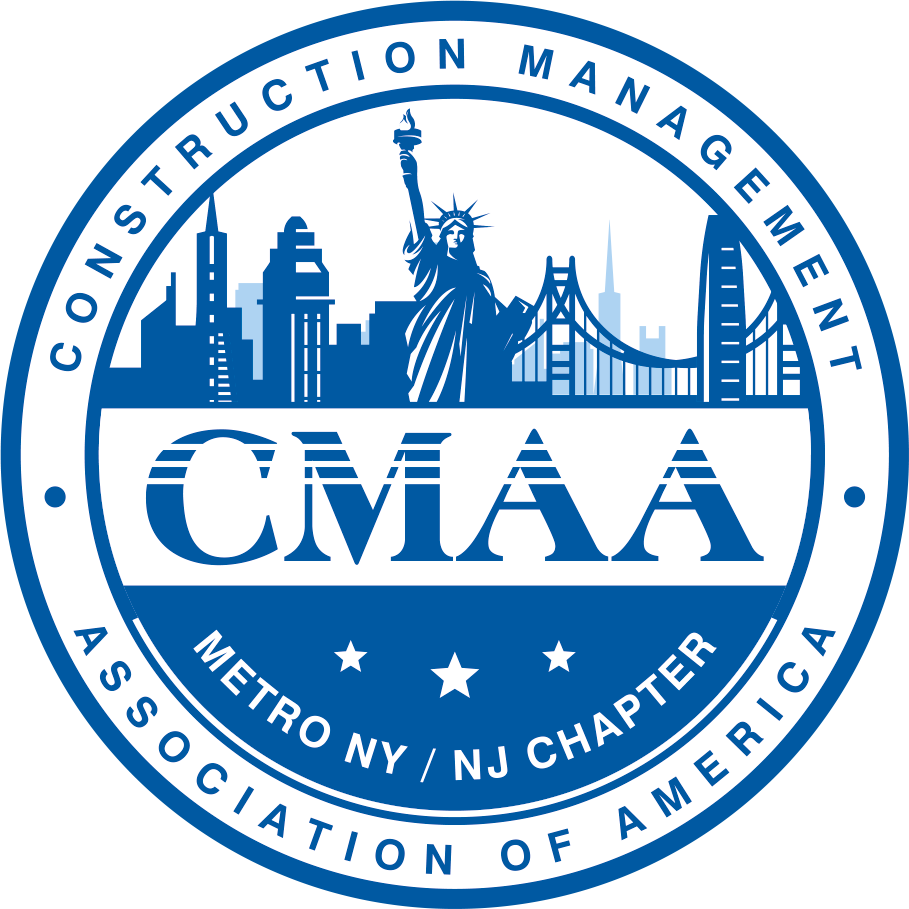 CONSTRUCTION MANAGEMENT
CMAA
METRO NY / NJ CHAPTER
ASSOCIATION OF AMERICA